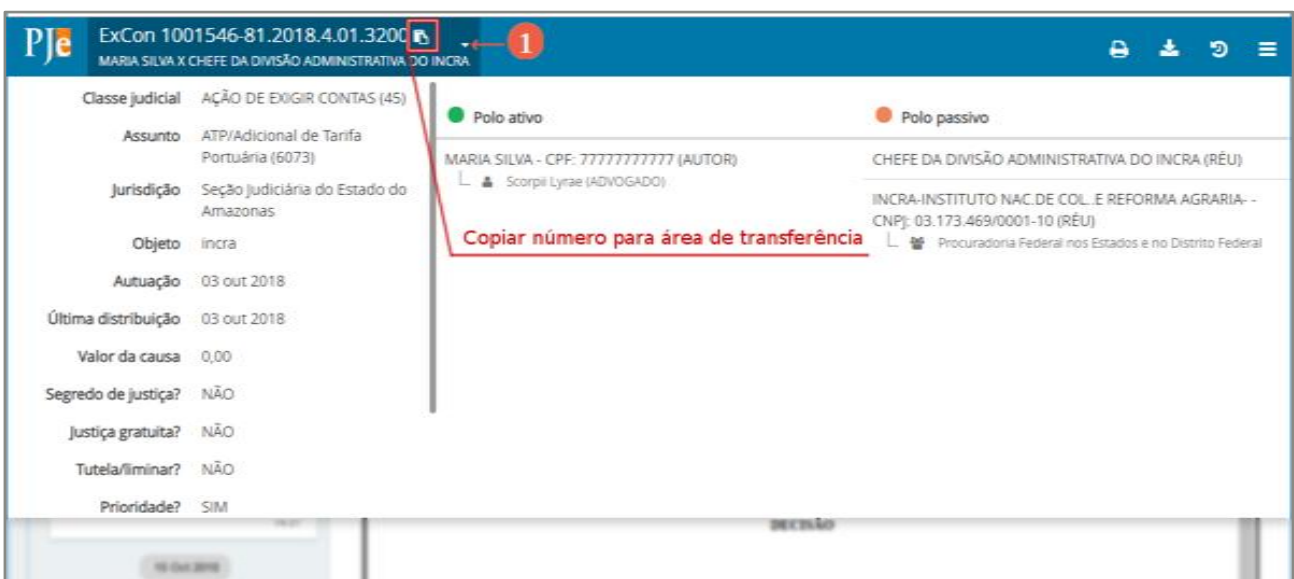 PJe
ExCon 1001546-81.2018.4.01.3200
MARIA SILVA X CHEFE DA DIVISÃO ADMINISTRATIVA DO INCRA
1
Classe judicial AÇÃO DE EXIGIR CONTAS (45)
Assunto ATP/Adicional de Tarifa
Portuária (6073)
Jurisdição Seção Judiciária do Estado do
Amazonas
Objeto incra
Autuação 03 out 2018
Última distribuição 03 out 2018
Valor da causa 0,00
Segredo de justiça? NÃO
Justiça gratuita? NÃO
Tutela/liminar? NÃO
Prioridade? SIM
Polo ativo
MARIA SILVA - CPF: 77777777777 (AUTOR)
Scorpii Lyrae (ADVOGADO)
Copiar número para área de transferência
Polo passivo
CHEFE DA DIVISÃO ADMINISTRATIVA DO INCRA (RÉU)
INCRA-INSTITUTO NAC.DE COL..E REFORMA AGRARIA- -
CNPJ: 03.173.469/0001-10 (RÉU)
Procuradoria Federal nos Estados e no Distrito Federal
DECISÃO